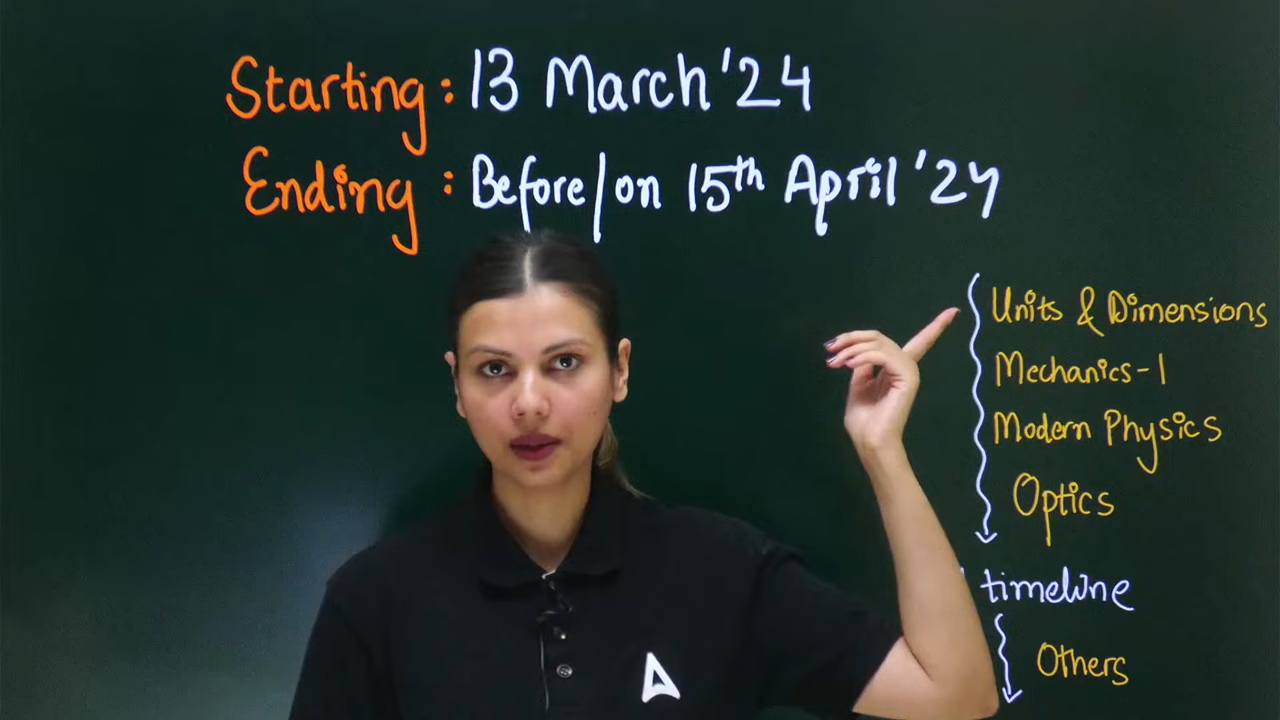 Starting : 13 March '24
Ending : Before/on 15th April '24
Units & Dimensions
Mechanics-1
Modern Physics
Optics
timeline
Others